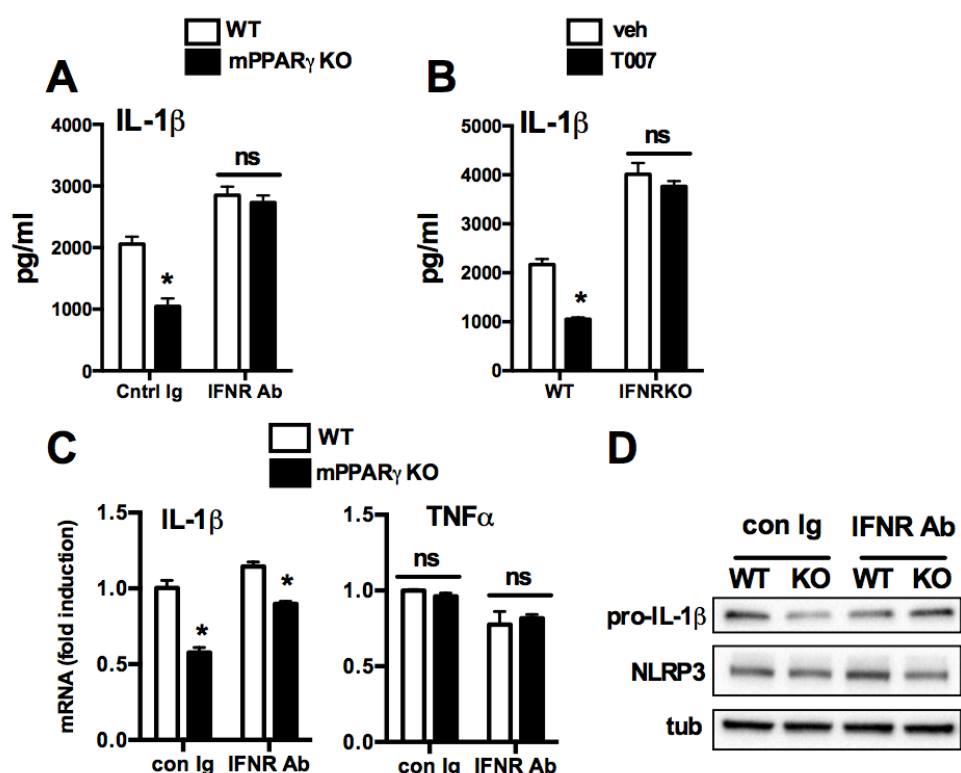 WT
mPPARγ KO
A
IL-1β
ns
4000
3000
2000
1000
0
pg/ml
*
Cntrl Ig
IFNR Ab
veh
T007
B
IL-1β
ns
5000
4000
3000
2000
1000
0
pg/ml
*
WT
IFNRKO
C
WT
mPPARγ KO
IL-1β
1.5
1.0
0.5
0.0
mRNA (fold induction)
*
*
con Ig
IFNR Ab
TNFα
ns
ns
1.5
1.0
0.5
0.0
con Ig
IFNR Ab
D
con Ig IFNR Ab
WT KO WT KO
pro-IL-1β
NLRP3
tub